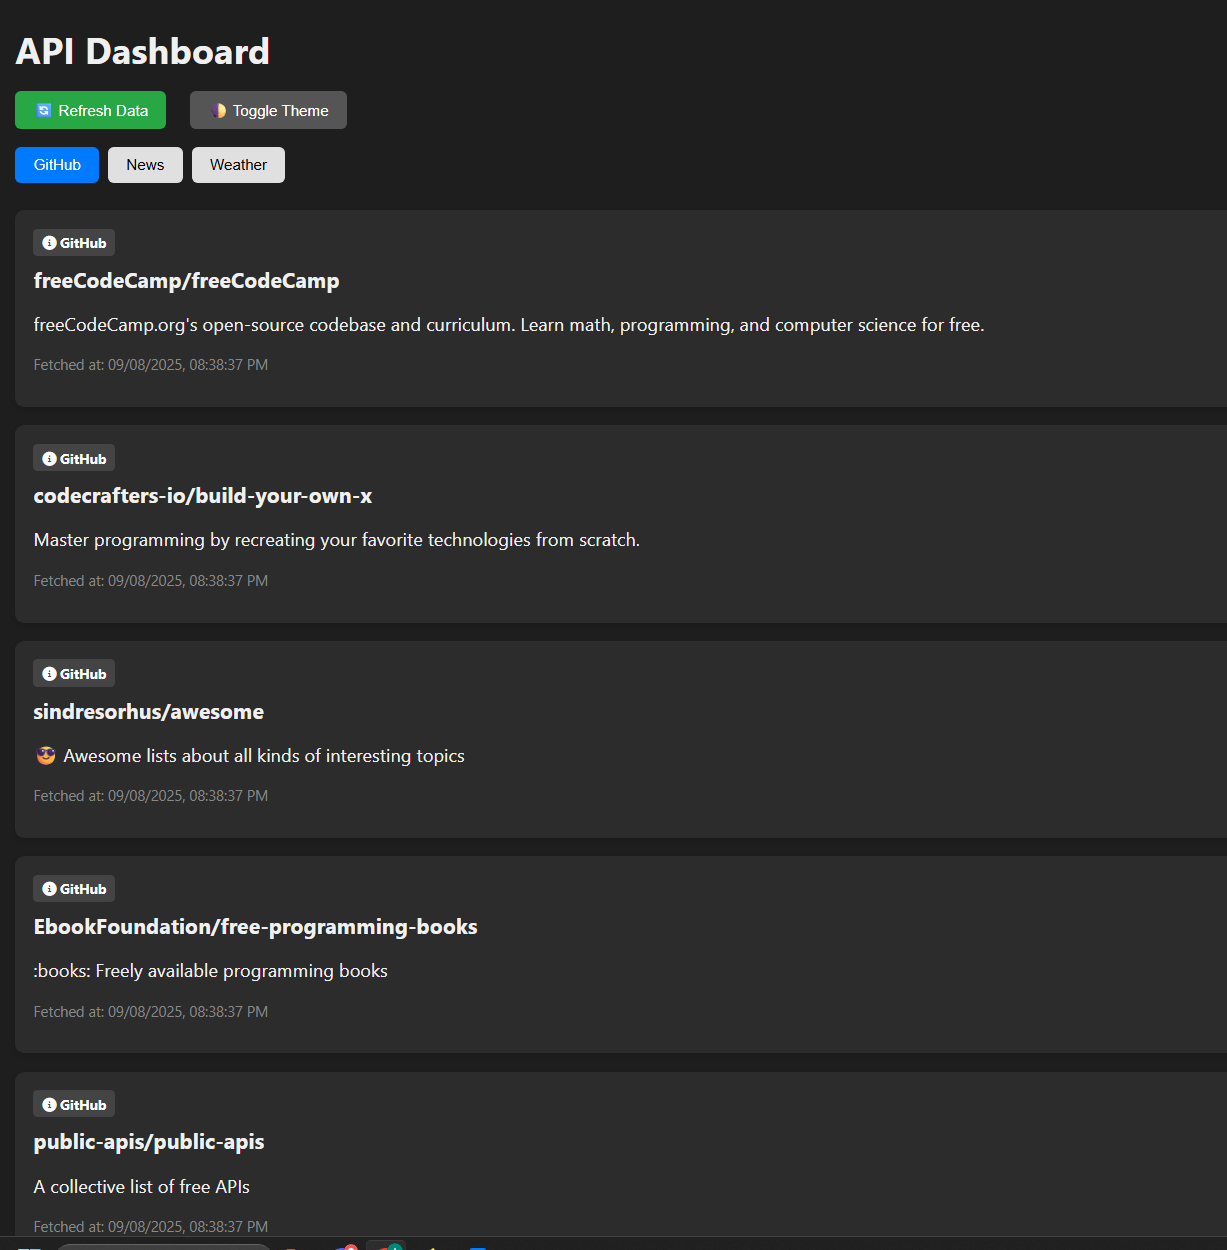 API Dashboard
🔄 Refresh Data
🌗 Toggle Theme
GitHub News Weather
GitHub
freeCodeCamp/freeCodeCamp
freeCodeCamp.org's open-source codebase and curriculum. Learn math, programming, and computer science for free.
Fetched at: 09/08/2025, 08:38:37 PM
GitHub
codecrafters-io/build-your-own-x
Master programming by recreating your favorite technologies from scratch.
Fetched at: 09/08/2025, 08:38:37 PM
GitHub
sindresorhus/awesome
😎 Awesome lists about all kinds of interesting topics
Fetched at: 09/08/2025, 08:38:37 PM
GitHub
EbookFoundation/free-programming-books
:books: Freely available programming books
Fetched at: 09/08/2025, 08:38:37 PM
GitHub
public-apis/public-apis
A collective list of free APIs
Fetched at: 09/08/2025, 08:38:37 PM